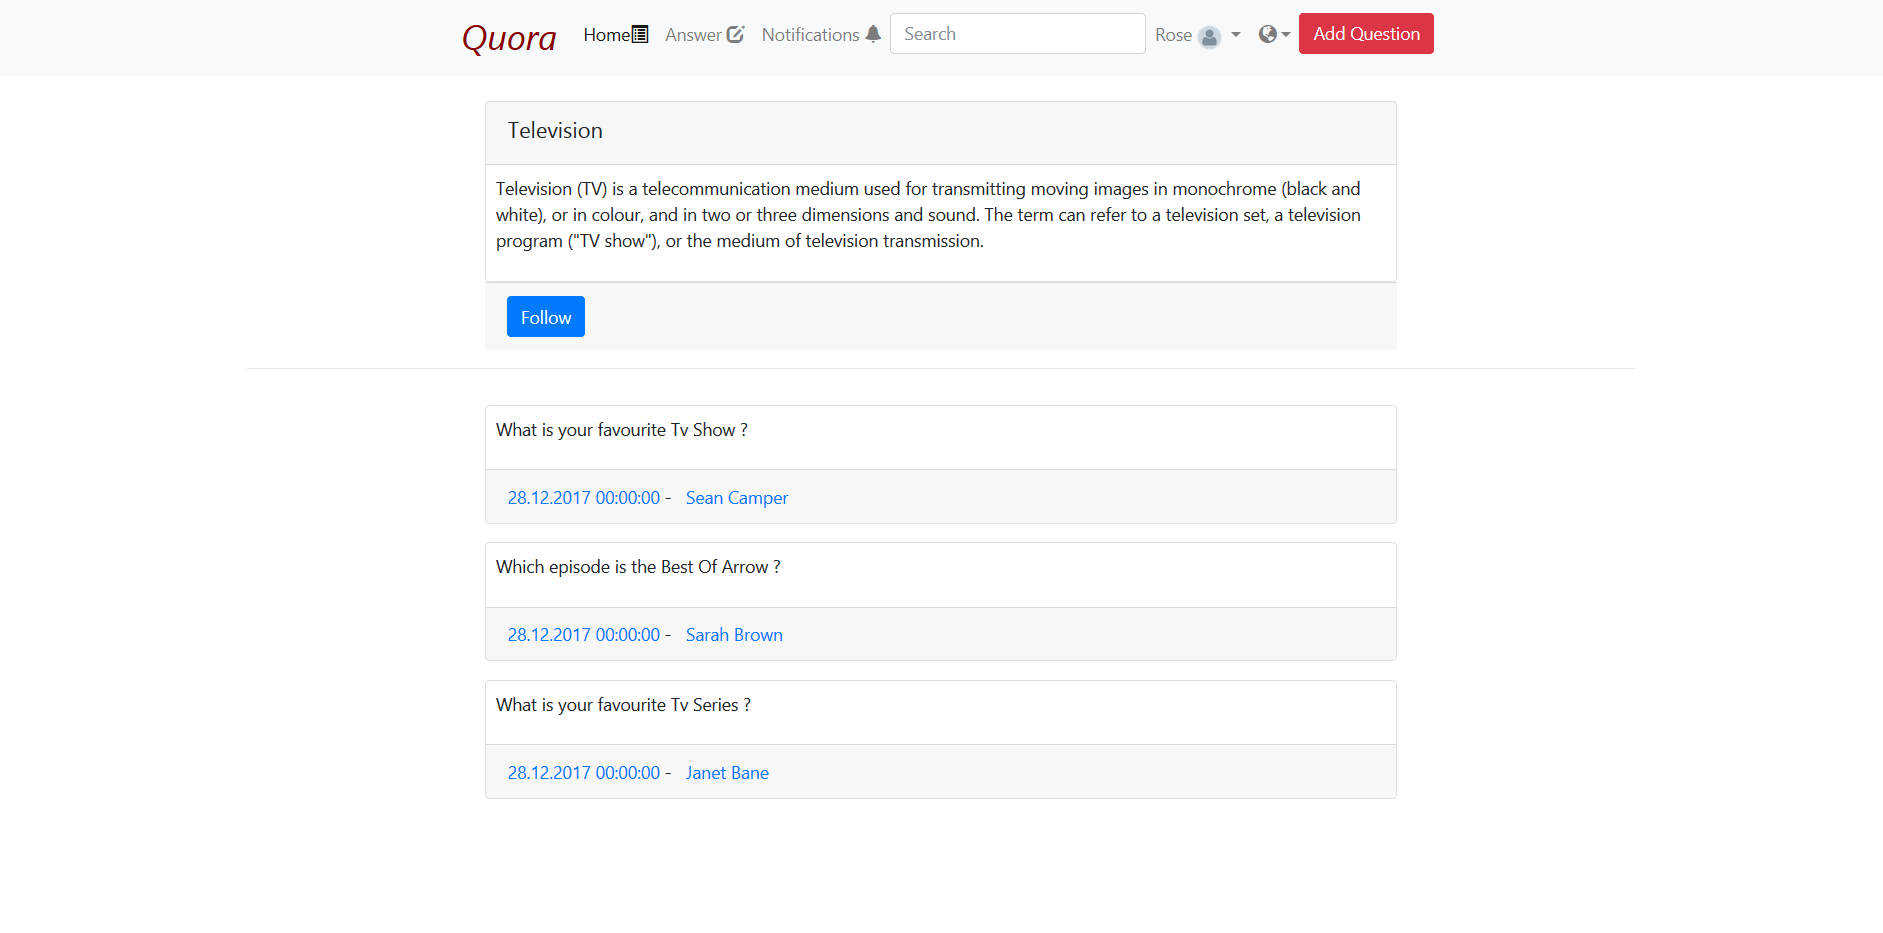 Quora Home Answer Notifications Search Rose Add Question
Television
Television (TV) is a telecommunication medium used for transmitting moving images in monochrome (black and
white), or in colour, and in two or three dimensions and sound. The term can refer to a television set, a television
program ("TV show"), or the medium of television transmission.
Follow
What is your favourite Tv Show ?
28.12.2017 00:00:00 - Sean Camper
Which episode is the Best Of Arrow ?
28.12.2017 00:00:00 - Sarah Brown
What is your favourite Tv Series ?
28.12.2017 00:00:00 - Janet Bane